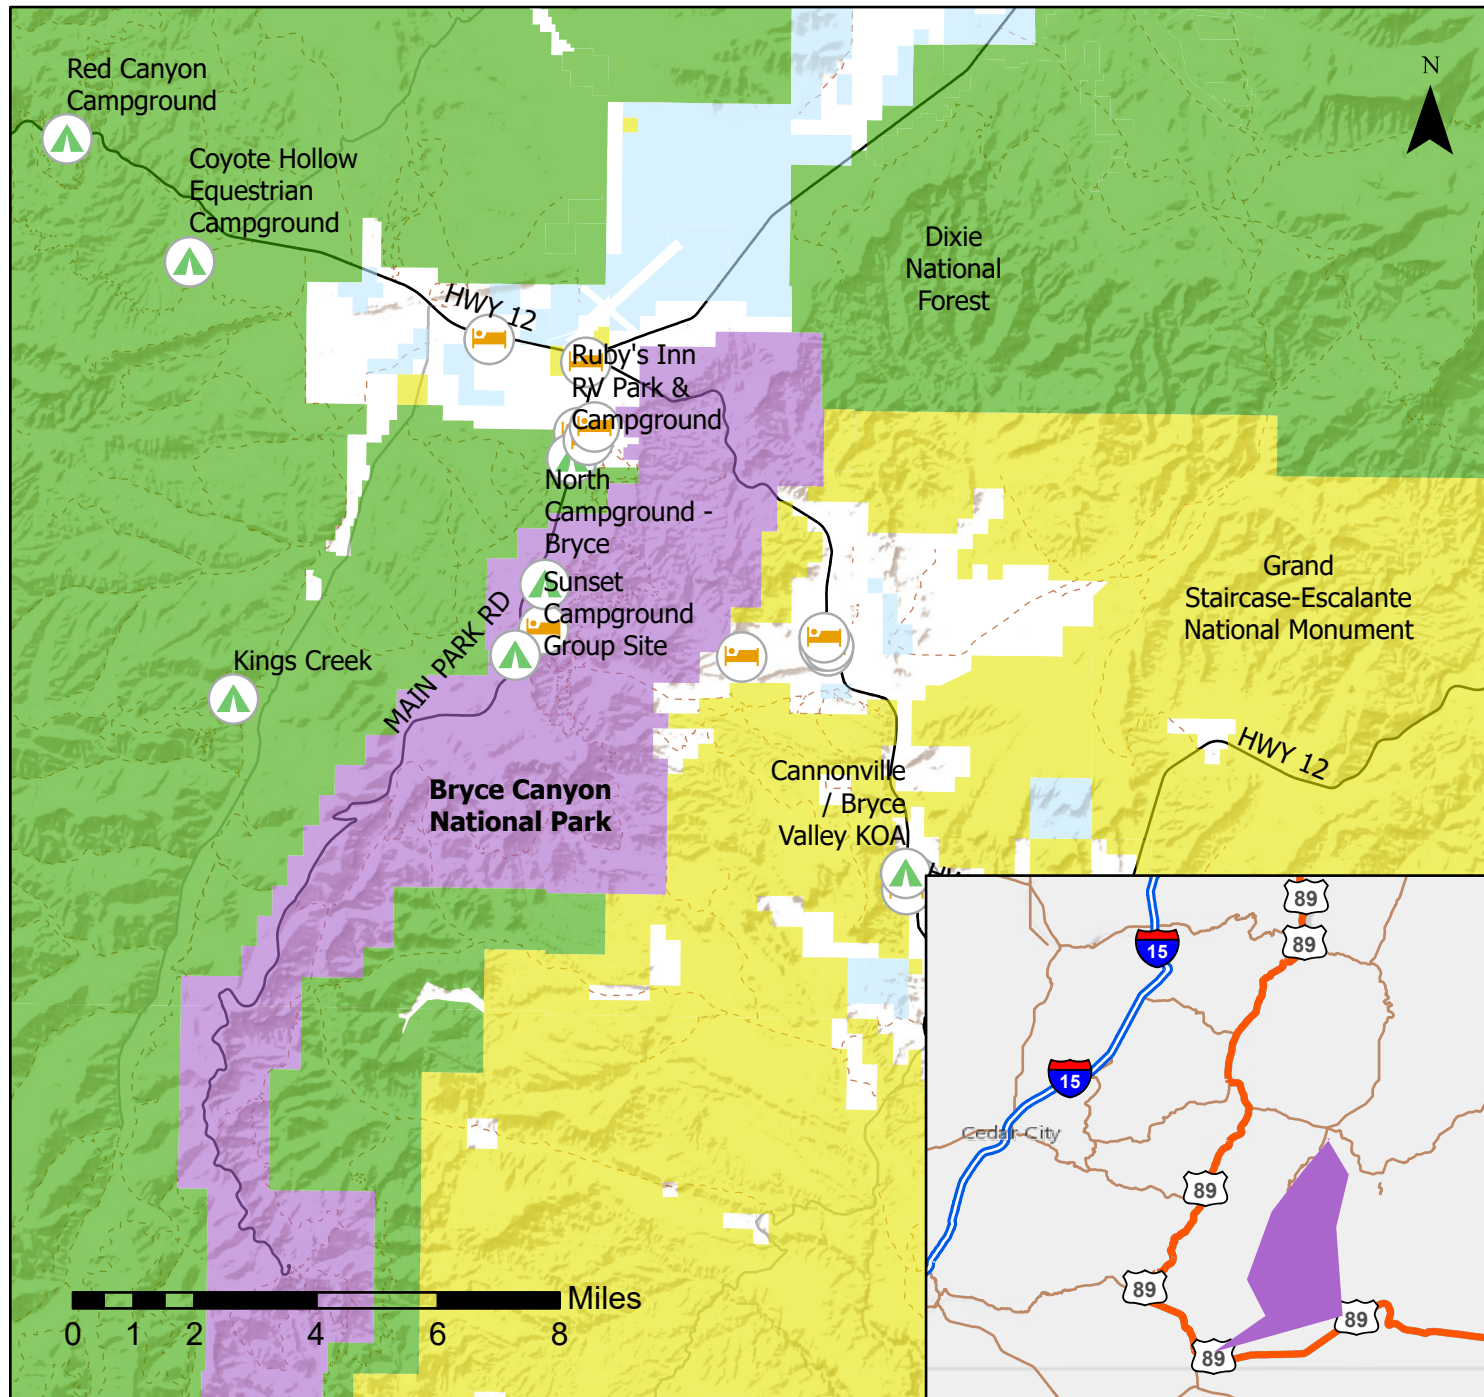 Red Canyon
Campground
N
Coyote Hollow
Equestrian
Campground
Dixie
National
Forest
HWY 12
Ruby's Inn
RV Park &
Campground
North
Campground -
Bryce
Sunset
Campground
Group Site
MAIN PARK RD
Kings Creek
Grand
Staircase-Escalante
National Monument
HWY 12
Bryce Canyon
National Park
Cannonville
/ Bryce
Valley KOA
89
89
15
15
Cedar City
89
89
89
89
Miles
0 1 2 4 6 8